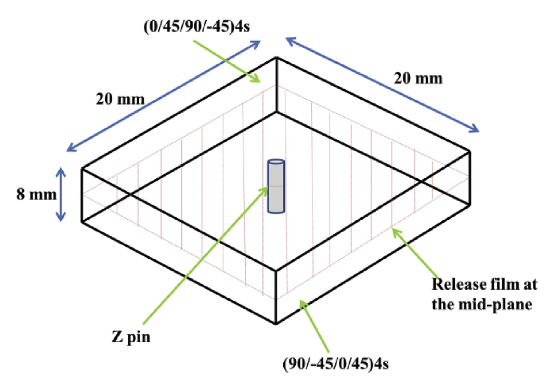 (0/45/90/-45)4s
20 mm
20 mm
8 mm
Release film at
the mid-plane
Z pin
(90/-45/0/45)4s